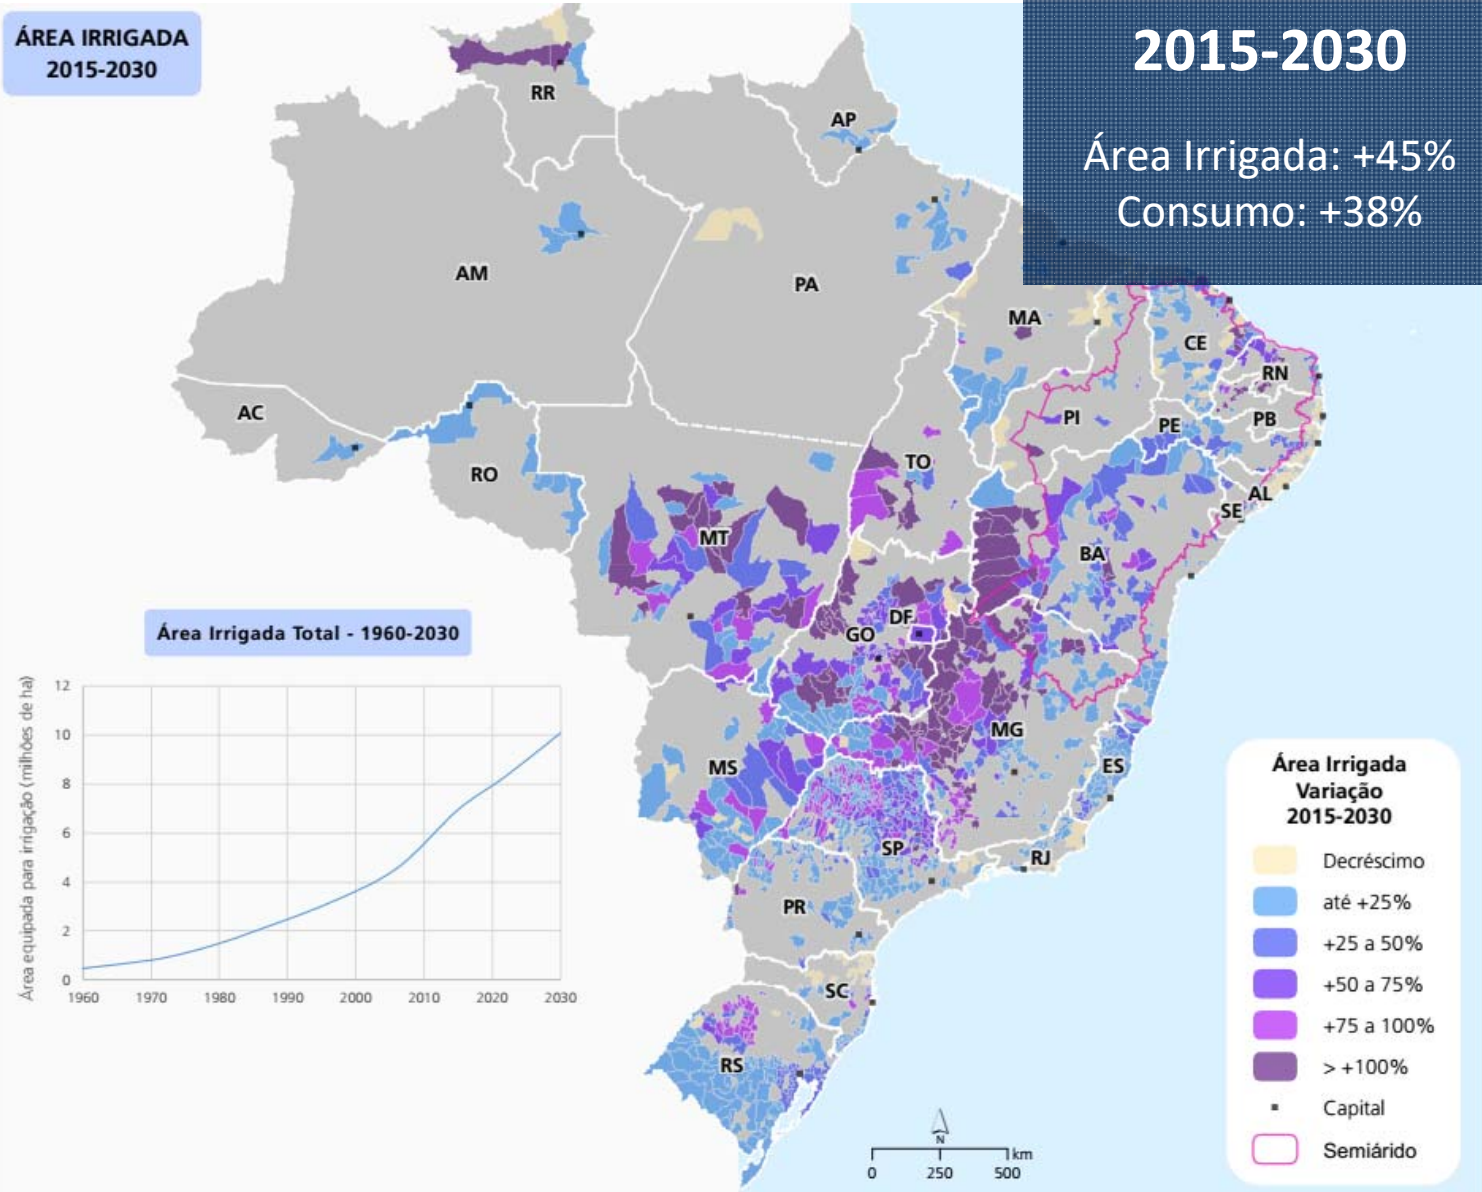 ÁREA IRRIGADA
2015-2030
2015-2030
Área Irrigada: +45%
Consumo: +38%
RR
AP
AM
PA
MA
CE
RN
PB
PI
PE
AC
RO
TO
AL
SE
MT
BA
DF
GO
MG
ES
MS
SP
RJ
PR
SC
RS
Área Irrigada Total - 1960-2030
Área equipada para irrigação (milhões de ha)
12
10
8
6
4
2
0
1960 1970 1980 1990 2000 2010 2020 2030
Área Irrigada
Variação
2015-2030
Decréscimo
até +25%
+25 a 50%
+50 a 75%
+75 a 100%
> +100%
Capital
Semiárido
N
km
0 250 500